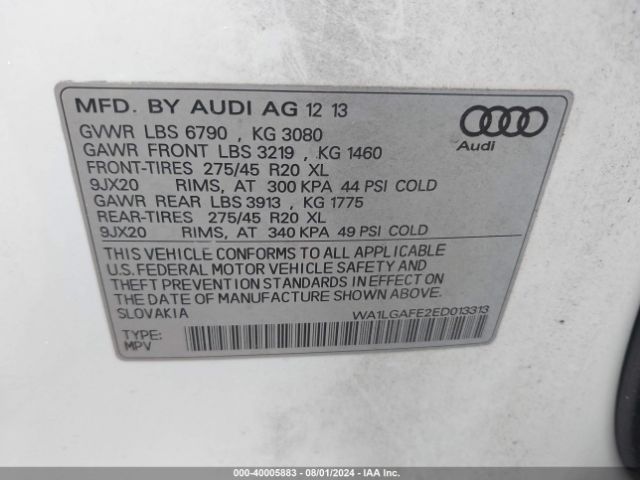 MFD. BY AUDI AG 12 13
GVWR LBS 6790 , KG 3080
GAWR FRONT LBS 3219 , KG 1460
FRONT-TIRES 275/45 R20 XL
9JX20 RIMS, AT 300 KPA 44 PSI COLD
GAWR REAR LBS 3913 , KG 1775
REAR-TIRES 275/45 R20 XL
9JX20 RIMS, AT 340 KPA 49 PSI COLD
Audi
THIS VEHICLE CONFORMS TO ALL APPLICABLE
U.S. FEDERAL MOTOR VEHICLE SAFETY AND
THEFT PREVENTION STANDARDS IN EFFECT ON
THE DATE OF MANUFACTURE SHOWN ABOVE.
SLOVAKIA
WA1LGAFE2ED013313
TYPE:
MPV
000-40005883 - 08/01/2024 - IAA Inc. All Rights Reserved.